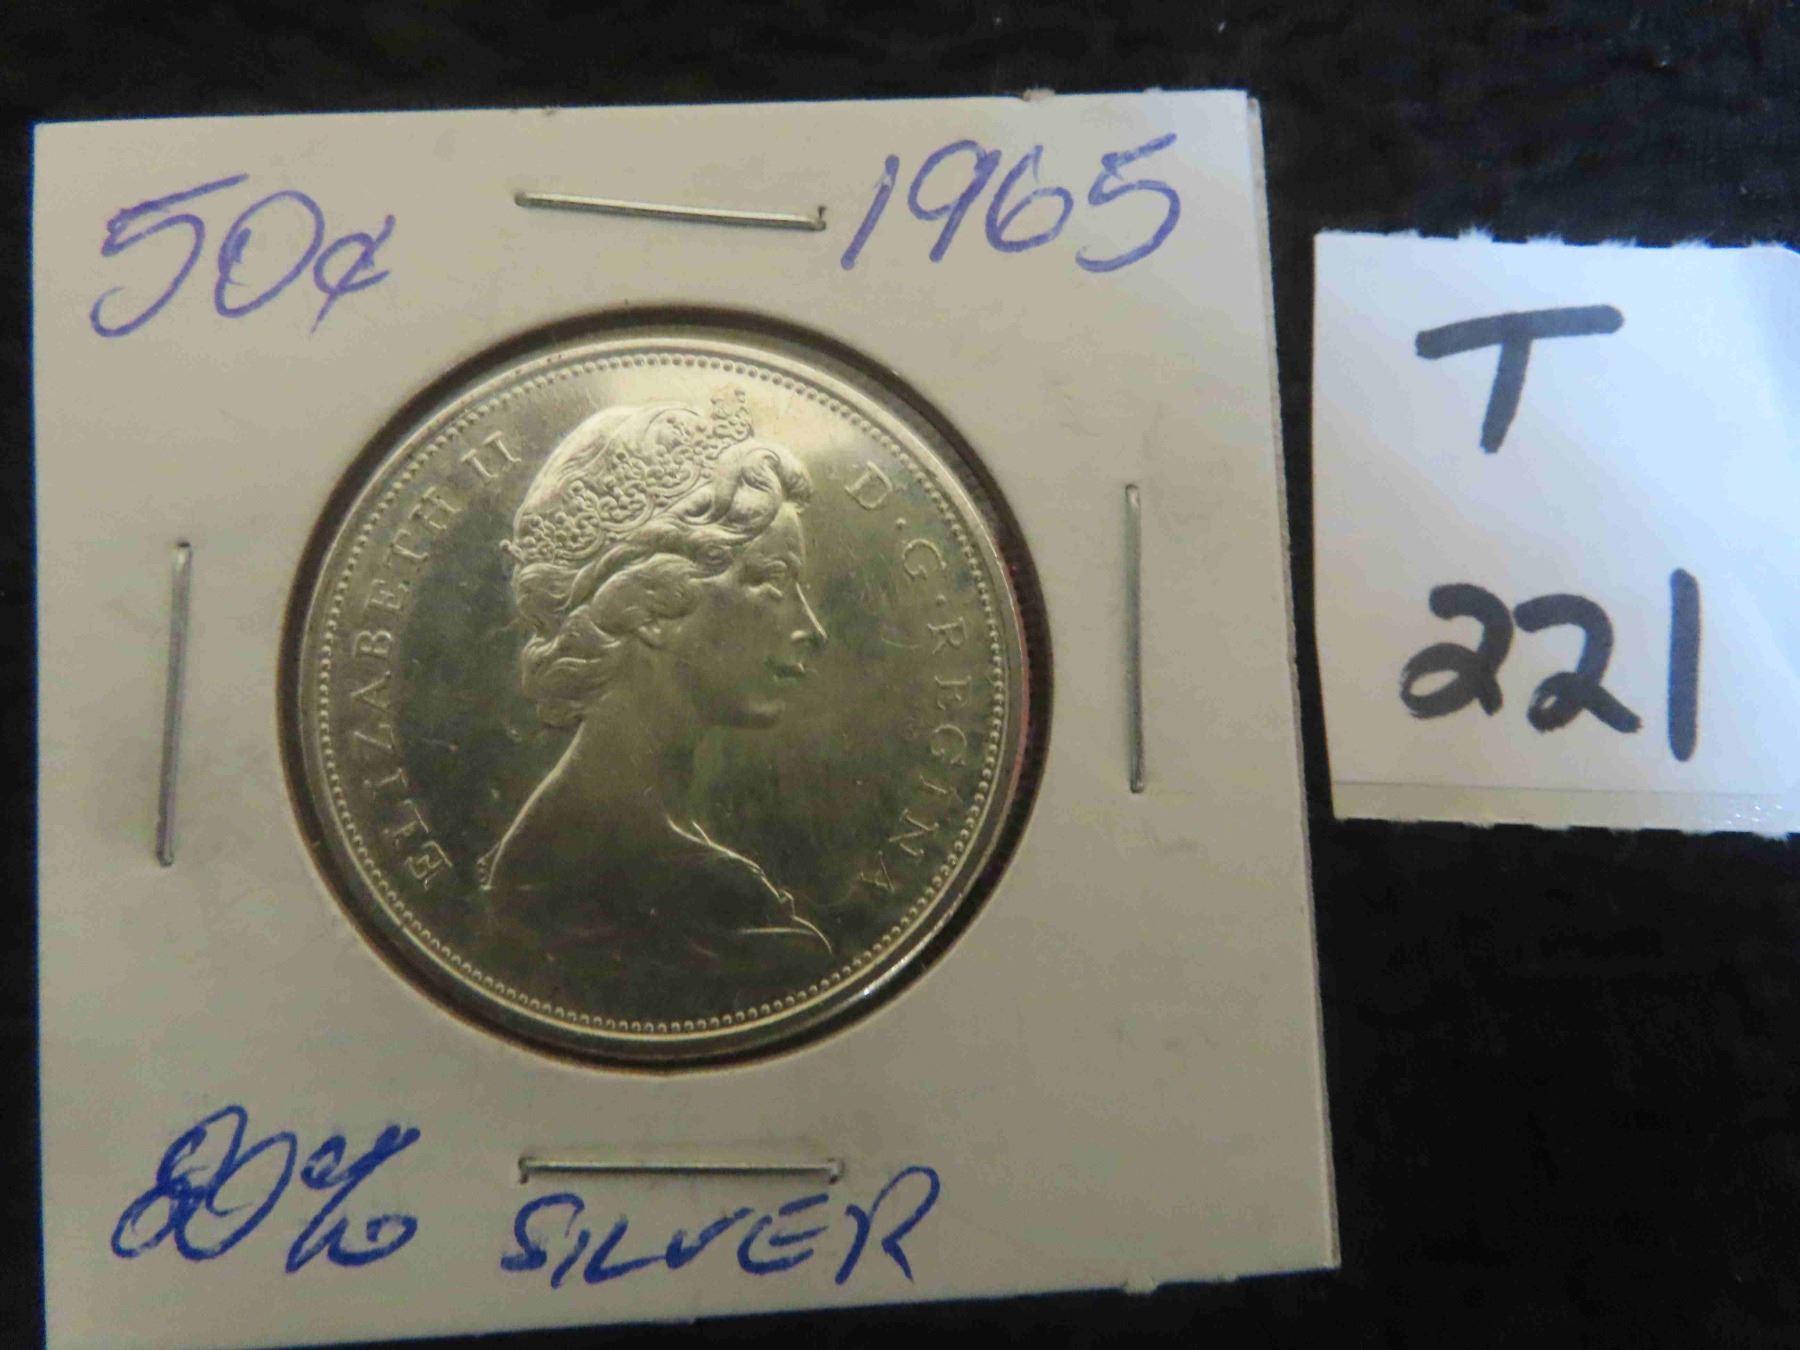 50¢ 1965
ELIZABETH II D·G·REGINA
80% SILVER
T
221